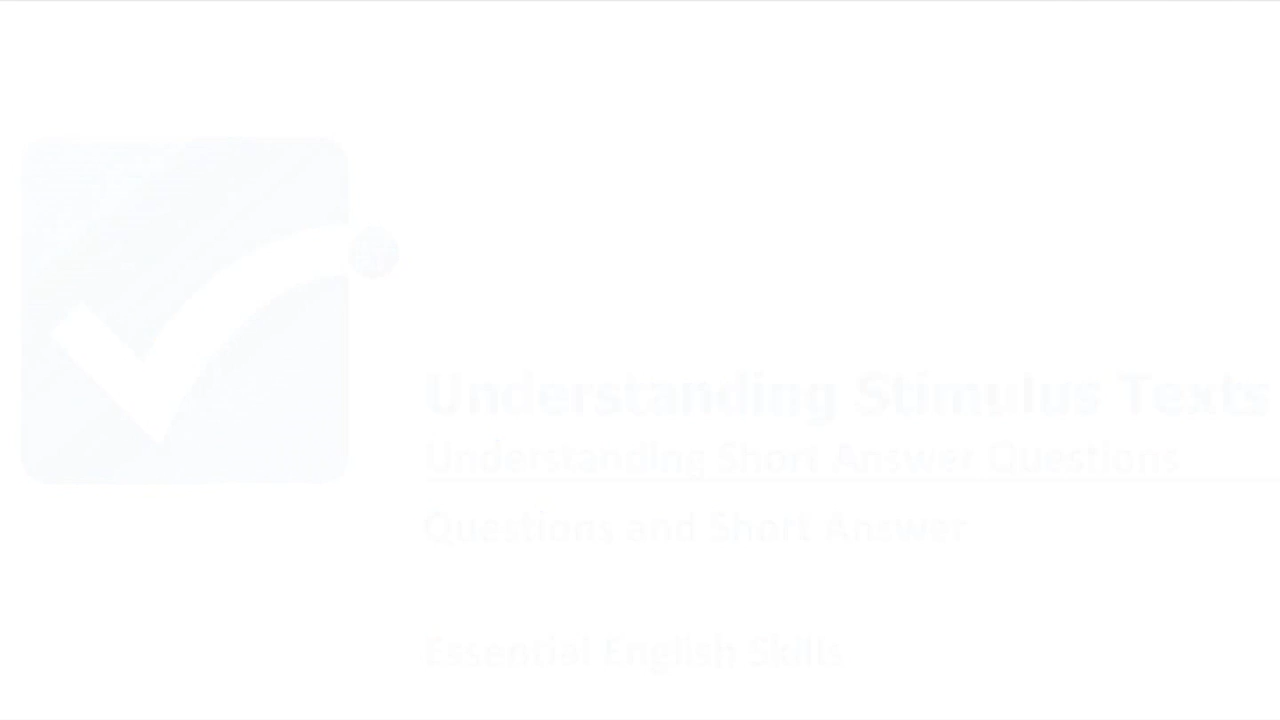 Understanding Stimulus Texts
Understanding Short Answer Questions
Questions and Short Answer
Essential English Skills